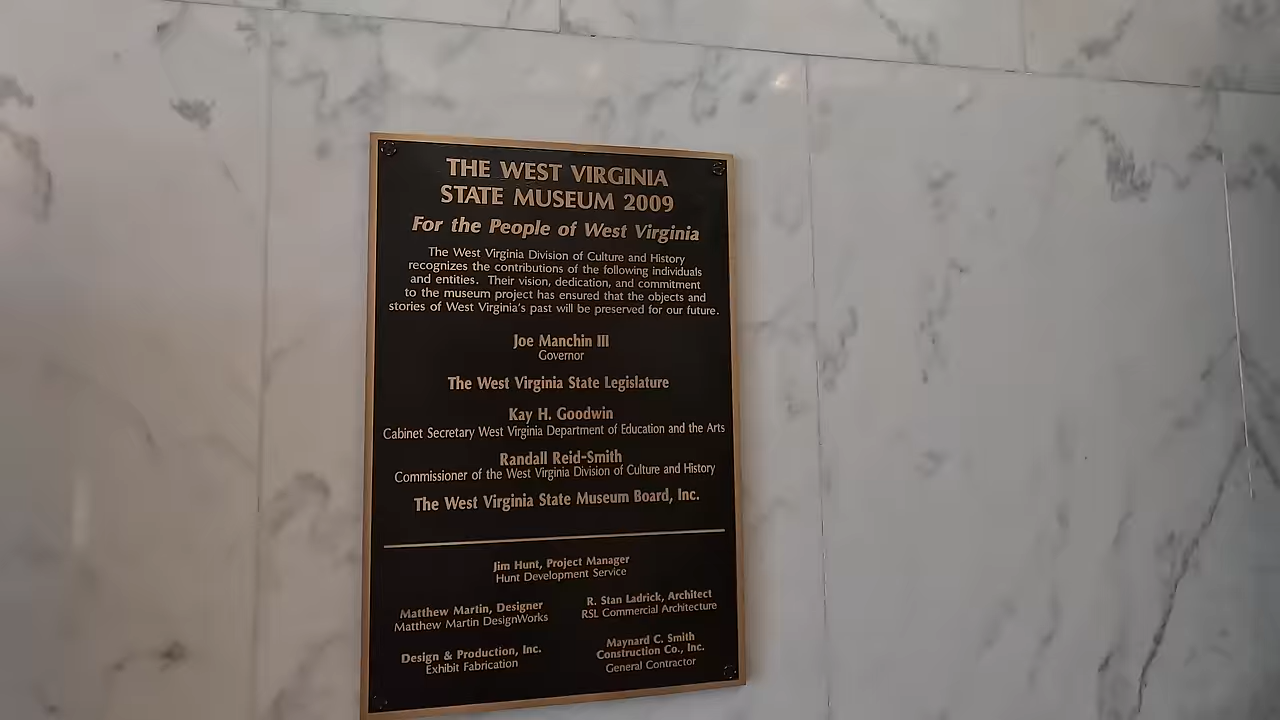 THE WEST VIRGINIA
STATE MUSEUM 2009
For the People of West Virginia
The West Virginia Division of Culture and History
recognizes the contributions of the following individuals
and entities. Their vision, dedication, and commitment
to the museum project has ensured that the objects and
stories of West Virginia's past will be preserved for our future.
Joe Manchin III
Governor
The West Virginia State Legislature
Kay H. Goodwin
Cabinet Secretary West Virginia Department of Education and the Arts
Randall Reid-Smith
Commissioner of the West Virginia Division of Culture and History
The West Virginia State Museum Board, Inc.
Jim Hunt, Project Manager
Hunt Development Service
Matthew Martin, Designer
Matthew Martin DesignWorks
R. Stan Ladrick, Architect
RSL Commercial Architecture
Design & Production, Inc.
Exhibit Fabrication
Maynard C. Smith
Construction Co., Inc.
General Contractor